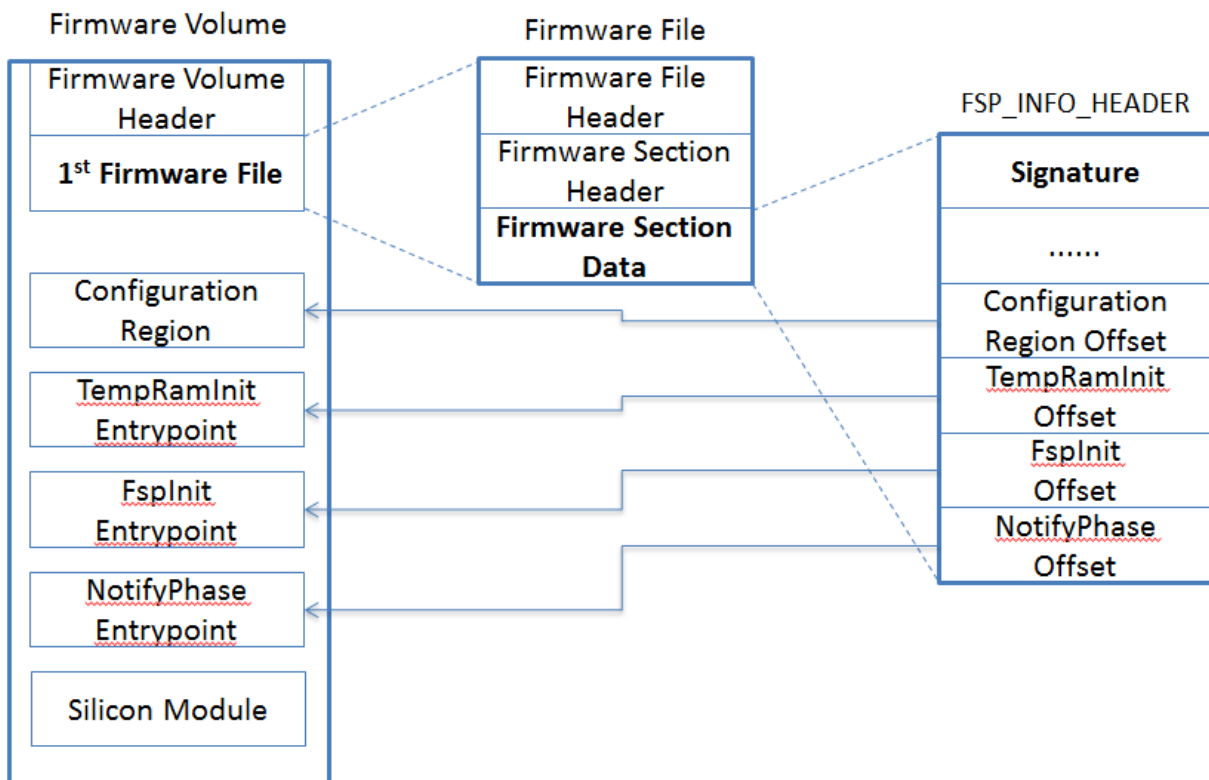 Firmware Volume
Firmware Volume
Header
1st Firmware File
Configuration
Region
TempRamInit
Entrypoint
FspInit
Entrypoint
NotifyPhase
Entrypoint
Silicon Module
Firmware File
Firmware File
Header
Firmware Section
Header
Firmware Section
Data
FSP_INFO_HEADER
Signature
......
Configuration
Region Offset
TempRamInit
Offset
FspInit
Offset
NotifyPhase
Offset